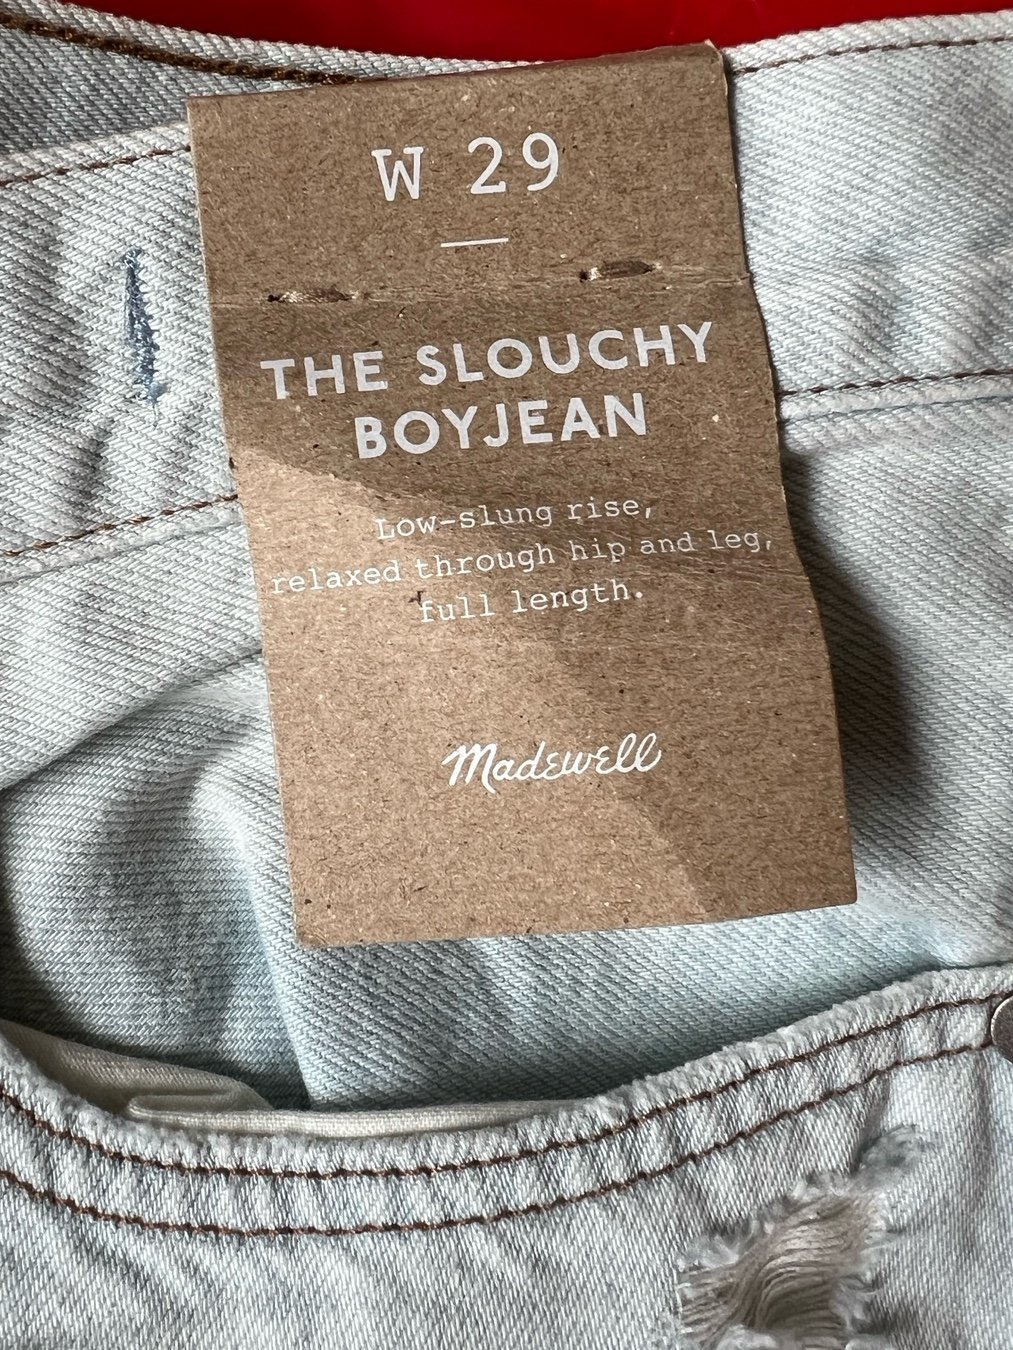 W 29
THE SLOUCHY
BOYJEAN
Low-slung rise,
relaxed through hip and leg,
full length.
Madewell